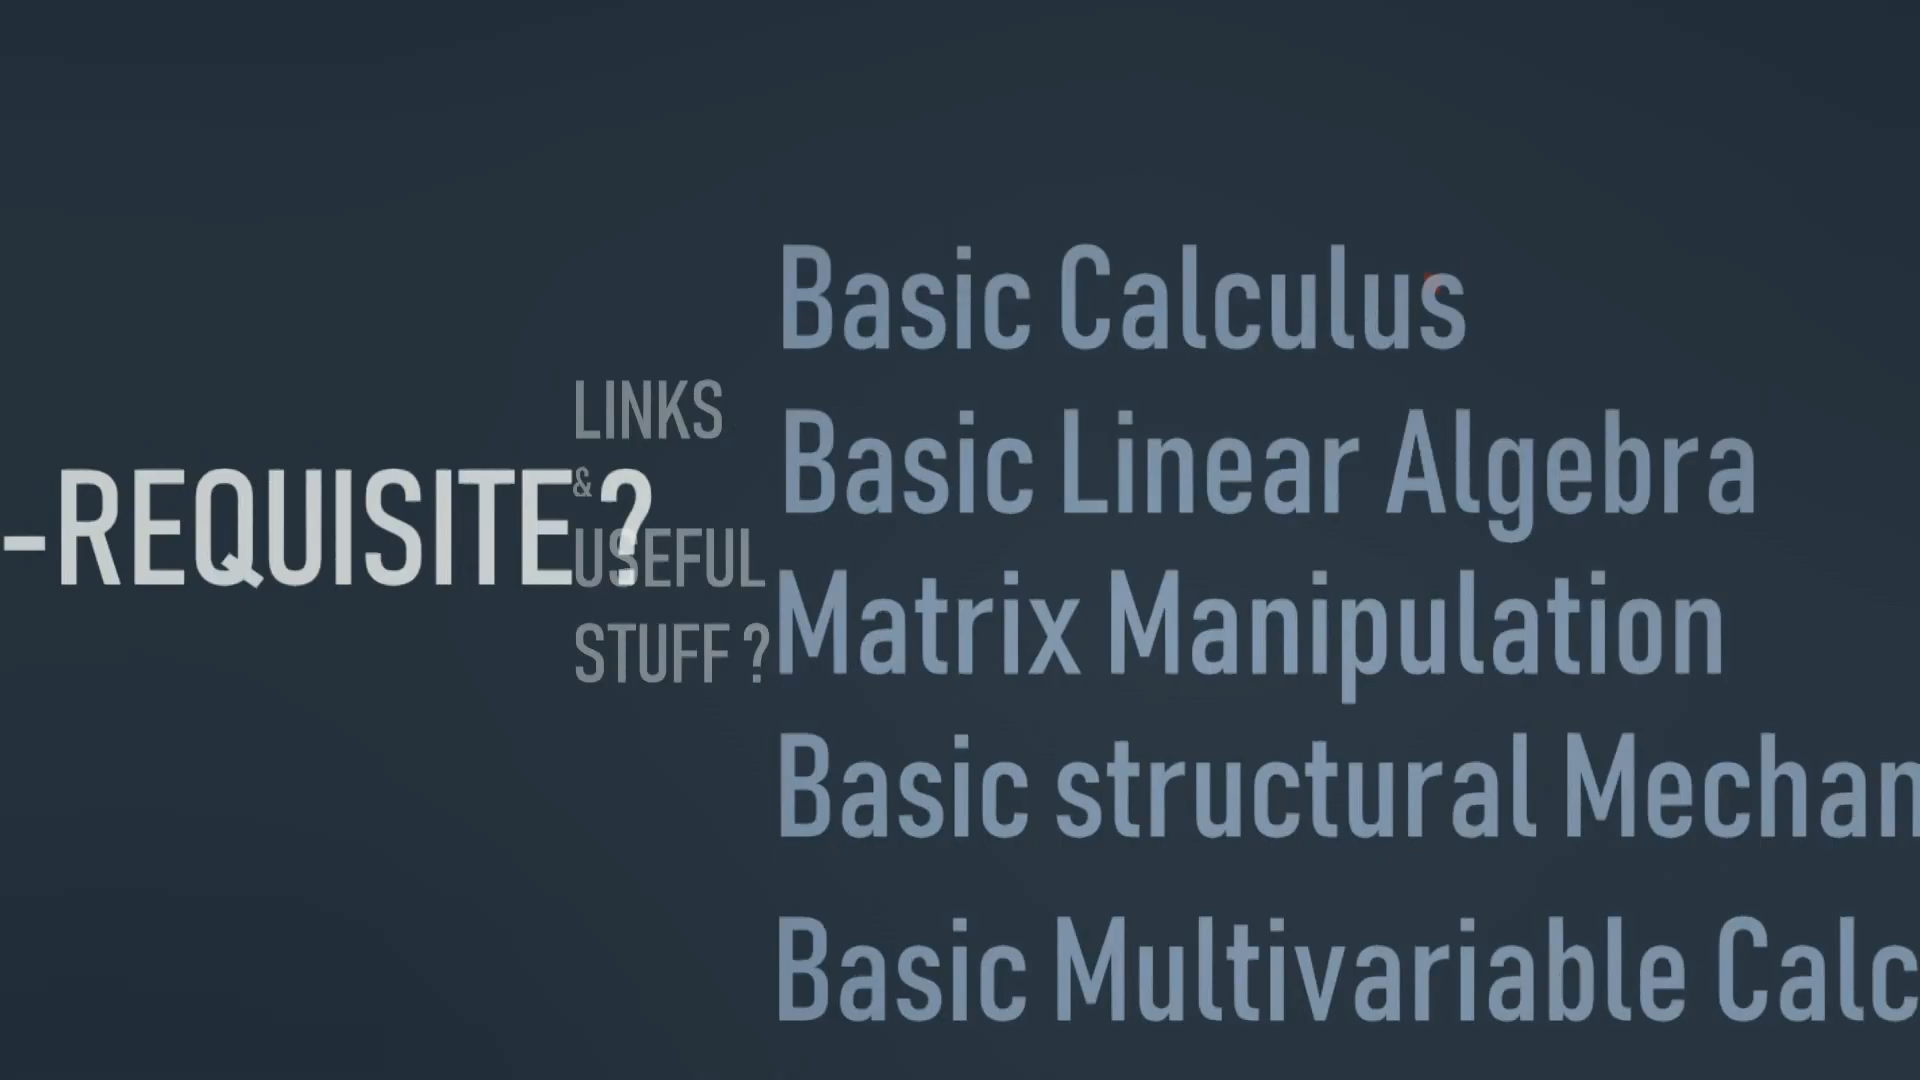 -REQUISITE?
LINKS
&
USEFUL
STUFF ?
Basic Calculus
Basic Linear Algebra
Matrix Manipulation
Basic structural Mechan
Basic Multivariable Calc